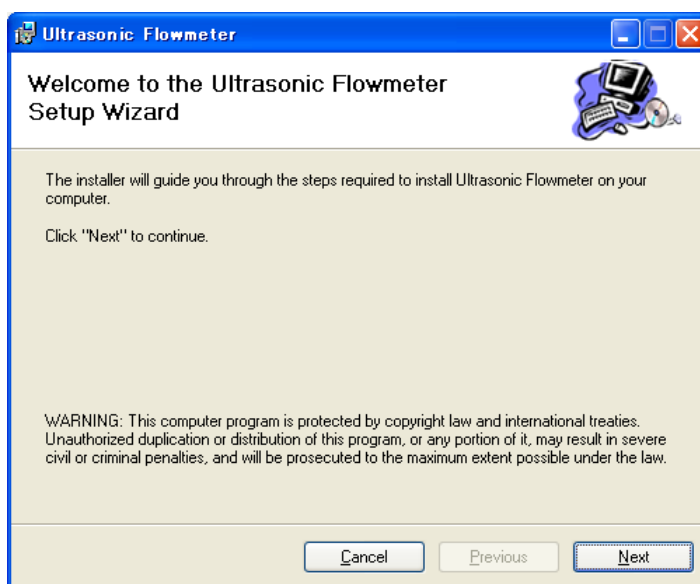 Ultrasonic Flowmeter
Welcome to the Ultrasonic Flowmeter
Setup Wizard
The installer will guide you through the steps required to install Ultrasonic Flowmeter on your
computer.
Click "Next" to continue.
WARNING: This computer program is protected by copyright law and international treaties.
Unauthorized duplication or distribution of this program, or any portion of it, may result in severe
civil or criminal penalties, and will be prosecuted to the maximum extent possible under the law.
Cancel
Previous
Next